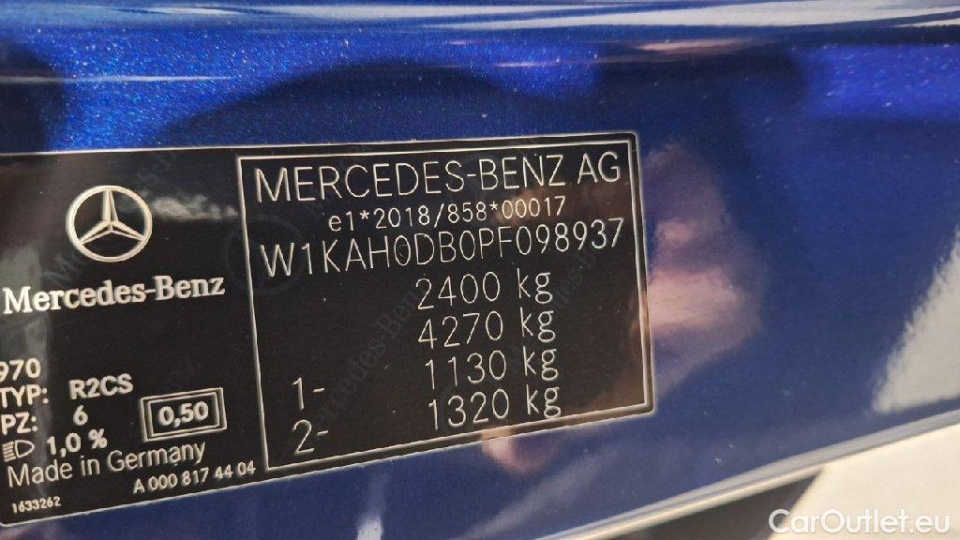 MERCEDES-BENZ AG
e1*2018/858*00017
W1KAH0DB0PF098937
2400 kg
4270 kg
1- 1130 kg
2- 1320 kg
Mercedes-Benz
970
TYP: R2CS
PZ: 6
0,50
1,0 %
Made in Germany
A 000 817 44 04
1633262
CarOutlet.eu